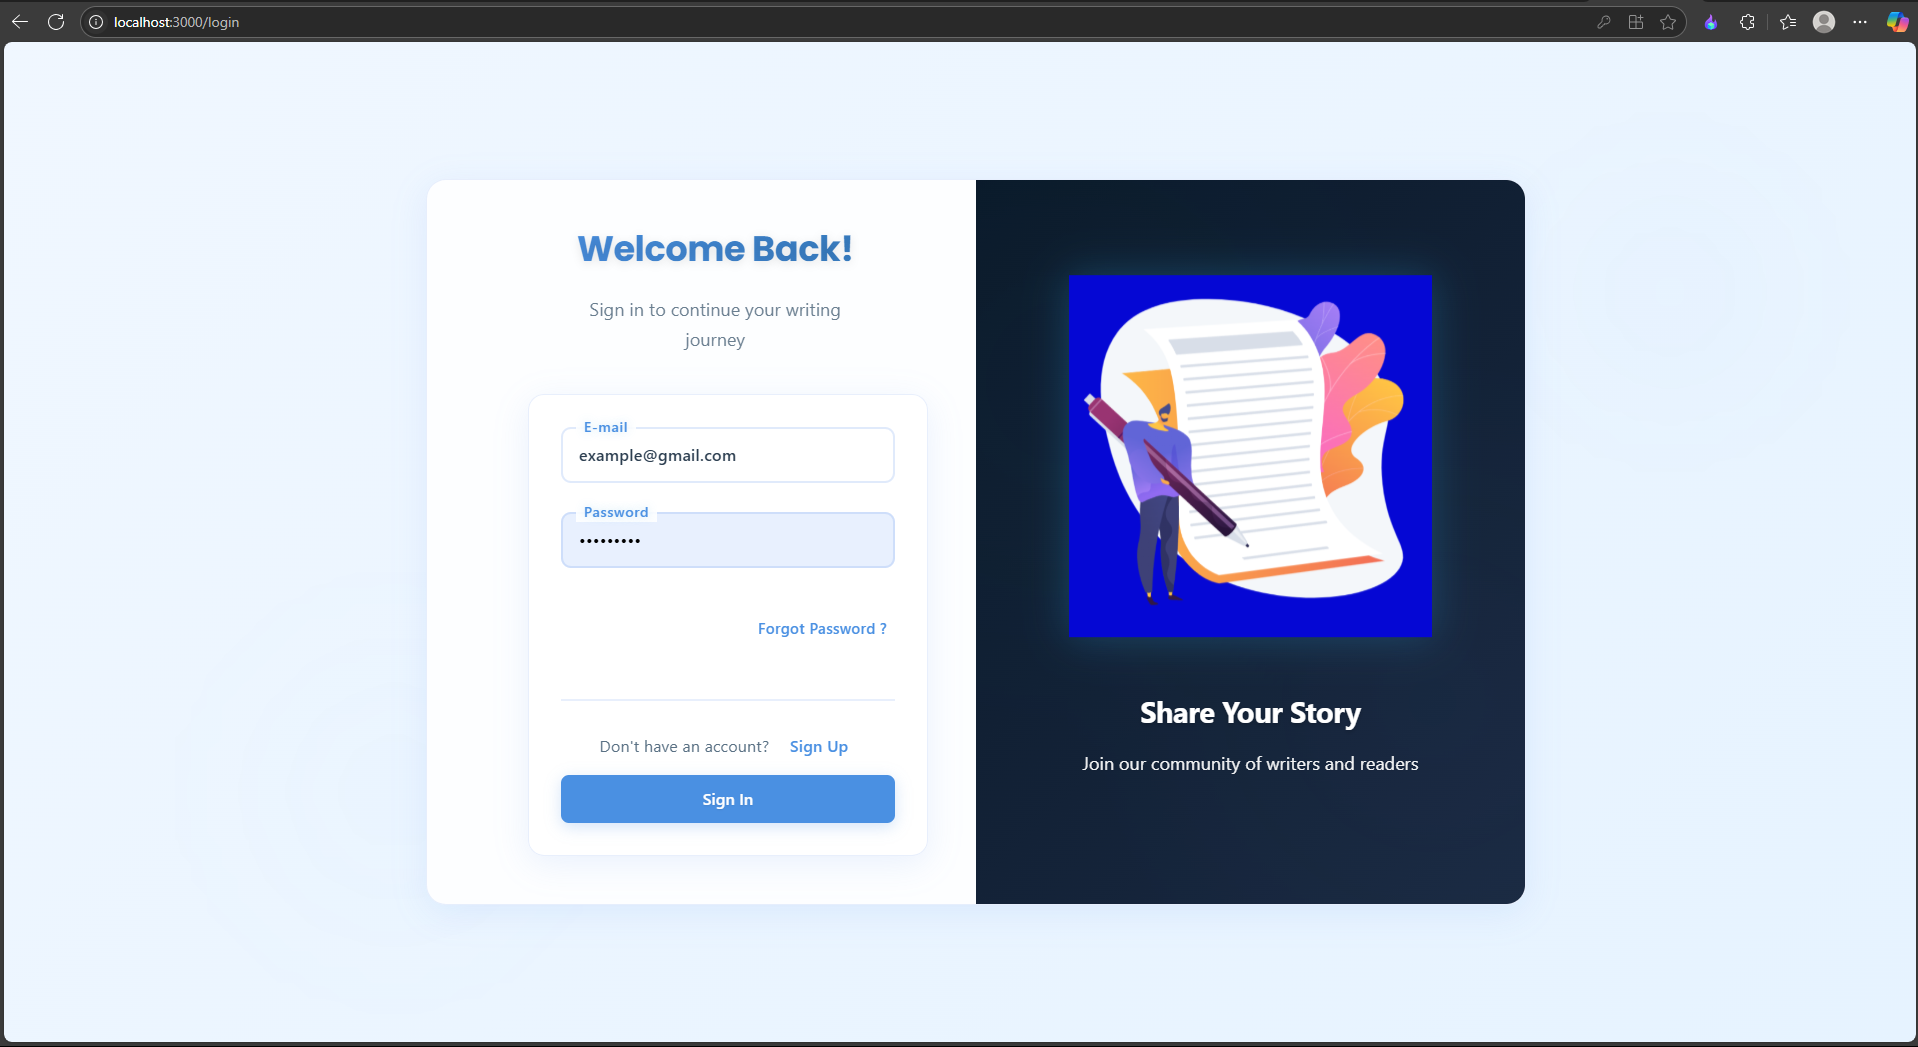 localhost:3000/login
Welcome Back!
Sign in to continue your writing
journey
E-mail
example@gmail.com
Password
•••••••••
Forgot Password ?
Don't have an account? Sign Up
Sign In
Share Your Story
Join our community of writers and readers